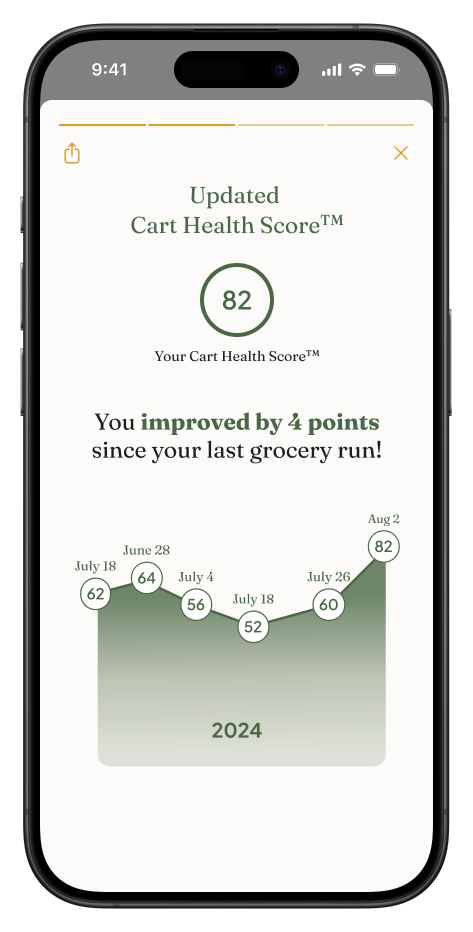 9:41
Updated
Cart Health Score™
82
Your Cart Health Score™
You improved by 4 points
since your last grocery run!
July 18
62
June 28
64
July 4
56
July 18
52
July 26
60
Aug 2
82
2024